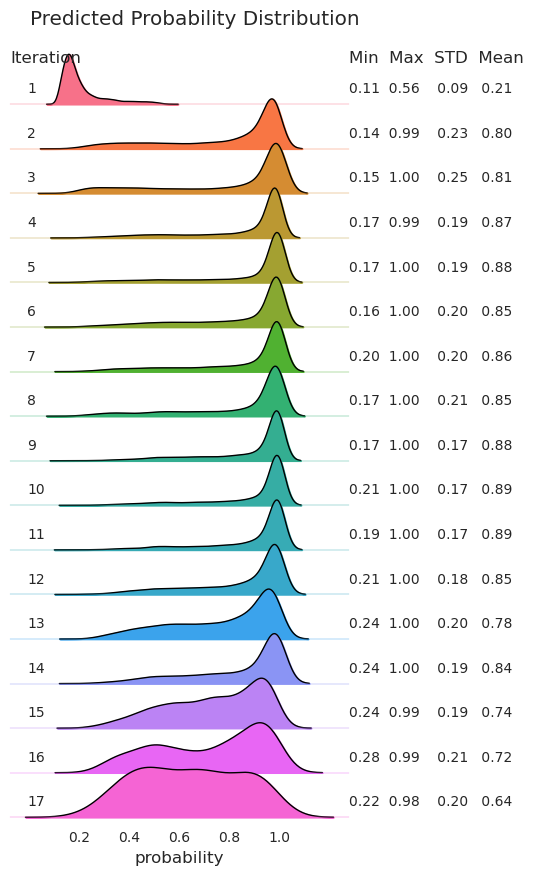 Predicted Probability Distribution
Iteration Min Max STD Mean
1 0.11 0.56 0.09 0.21
2 0.14 0.99 0.23 0.80
3 0.15 1.00 0.25 0.81
4 0.17 0.99 0.19 0.87
5 0.17 1.00 0.19 0.88
6 0.16 1.00 0.20 0.85
7 0.20 1.00 0.20 0.86
8 0.17 1.00 0.21 0.85
9 0.17 1.00 0.17 0.88
10 0.21 1.00 0.17 0.89
11 0.19 1.00 0.17 0.89
12 0.21 1.00 0.18 0.85
13 0.24 1.00 0.20 0.78
14 0.24 1.00 0.19 0.84
15 0.24 0.99 0.19 0.74
16 0.28 0.99 0.21 0.72
17 0.22 0.98 0.20 0.64
0.2 0.4 0.6 0.8 1.0
probability